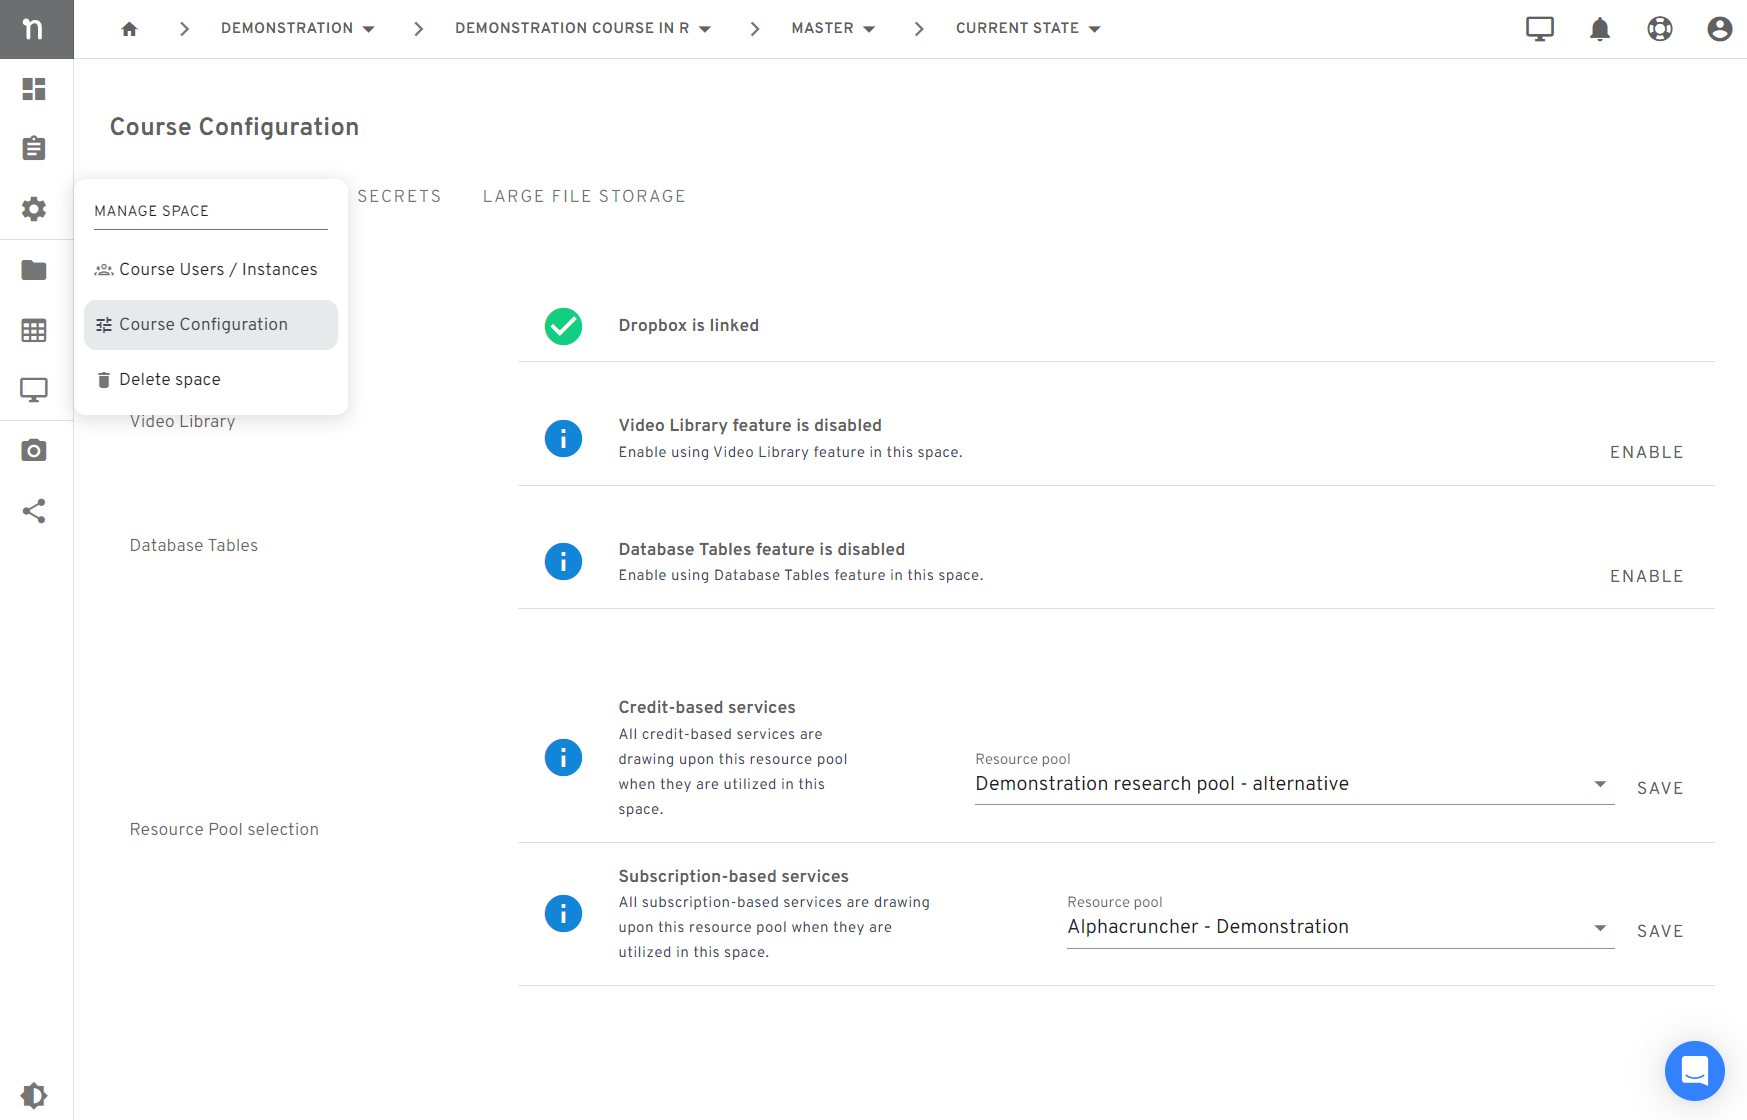 n
DEMONSTRATION
DEMONSTRATION COURSE IN R
MASTER
CURRENT STATE
Course Configuration
SECRETS
LARGE FILE STORAGE
MANAGE SPACE
Course Users / Instances
Course Configuration
Delete space
Dropbox is linked
Video Library
Video Library feature is disabled
Enable using Video Library feature in this space.
ENABLE
Database Tables
Database Tables feature is disabled
Enable using Database Tables feature in this space.
ENABLE
Resource Pool selection
Credit-based services
All credit-based services are
drawing upon this resource pool
when they are utilized in this
space.
Resource pool
Demonstration research pool - alternative
SAVE
Subscription-based services
All subscription-based services are drawing
upon this resource pool when they are
utilized in this space.
Resource pool
Alphacruncher - Demonstration
SAVE